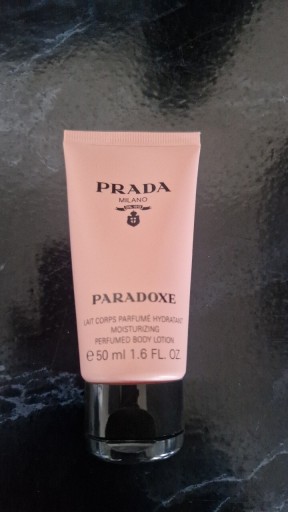 PRADA
MILANO
PARADOXE
LAIT CORPS PARFUMÉ HYDRATANT
MOISTURIZING
PERFUMED BODY LOTION
℮ 50 ml 1.6 FL. OZ.